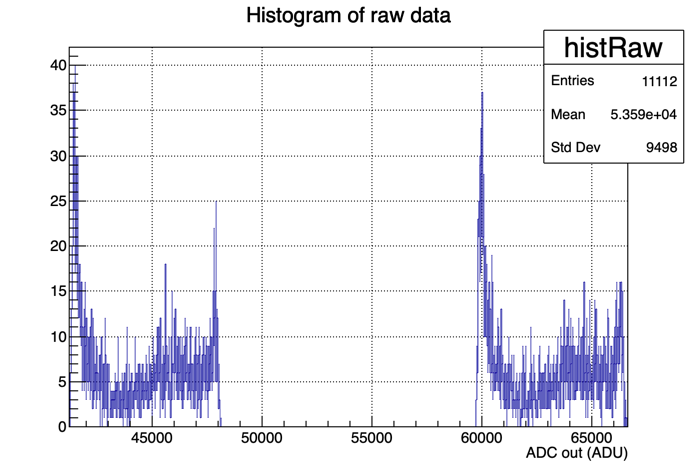 Histogram of raw data
histRaw
Entries 11112
Mean 5.359e+04
Std Dev 9498
40
35
30
25
20
15
10
5
0
45000 50000 55000 60000 65000
ADC out (ADU)